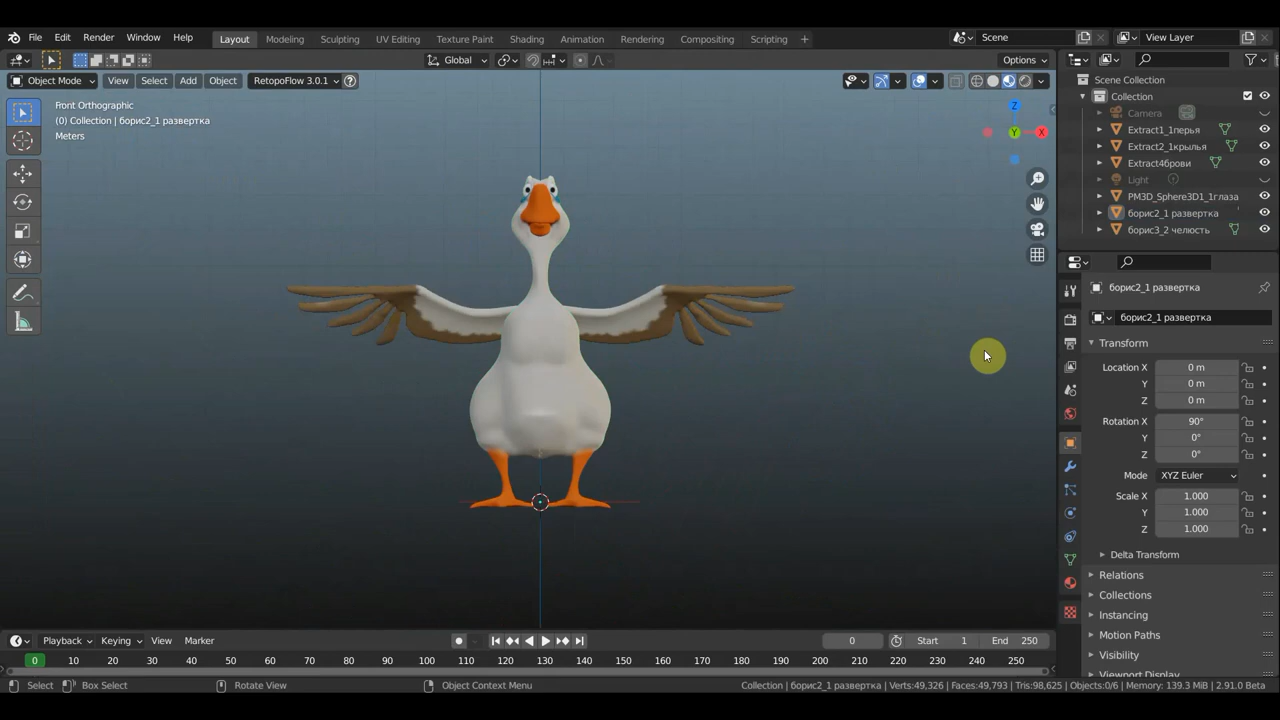 File Edit Render Window Help Layout Modeling Sculpting UV Editing Texture Paint Shading Animation Rendering Compositing Scripting + Scene View Layer
Global Options
Object Mode View Select Add Object RetopoFlow 3.0.1
Front Orthographic
(0) Collection | борис2_1 развертка
Meters
Z
Y
X
Scene Collection
Collection
Camera
Extract1_1перья
Extract2_1крылья
Extract4брови
Light
PM3D_Sphere3D1_1глаза
борис2_1 развертка
борис3_2 челюсть
борис2_1 развертка
борис2_1 развертка
Transform
Location X 0 m
Y 0 m
Z 0 m
Rotation X 90°
Y 0°
Z 0°
Mode XYZ Euler
Scale X 1.000
Y 1.000
Z 1.000
Delta Transform
Relations
Collections
Instancing
Motion Paths
Visibility
Viewport Display
Playback Keying View Marker 0 Start 1 End 250
0 10 20 30 40 50 60 70 80 90 100 110 120 130 140 150 160 170 180 190 200 210 220 230 240 250
Select Box Select Rotate View Object Context Menu Collection | борис2_1 развертка | Verts:49,326 | Faces:49,793 | Tris:98,625 | Objects:0/6 | Memory: 139.3 MiB | 2.91.0 Beta